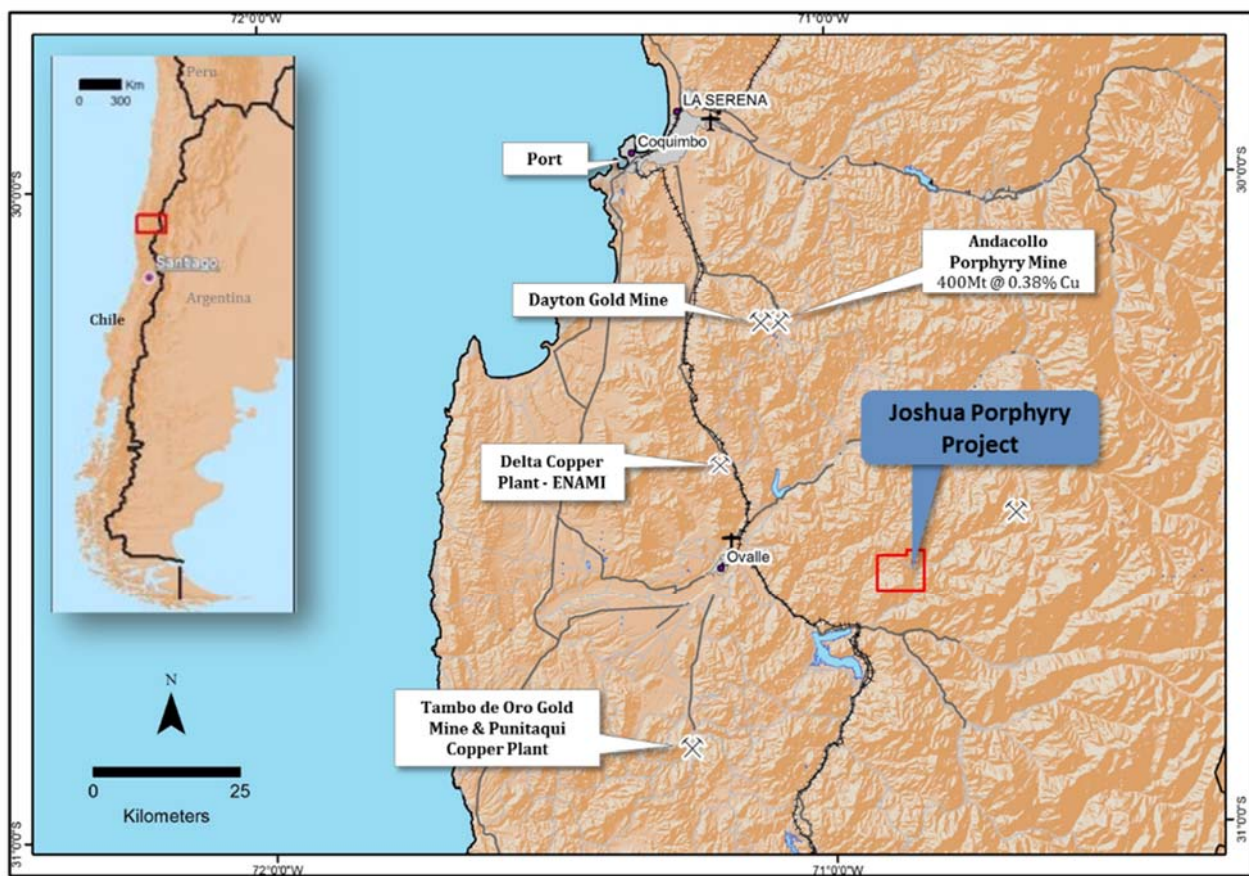 72°0'0"W
71°0'0"W
Peru
Km
0 300
Santiago
Argentina
Chile
LA SERENA
Coquimbo
Port
30°0'0"S
30°0'0"S
Andacollo
Porphyry Mine
400Mt @ 0.38% Cu
Dayton Gold Mine
Joshua Porphyry
Project
Delta Copper
Plant - ENAMI
Ovalle
N
Tambo de Oro Gold
Mine & Punitaqui
Copper Plant
0 25
Kilometers
31°0'0"S
31°0'0"S
72°0'0"W
71°0'0"W